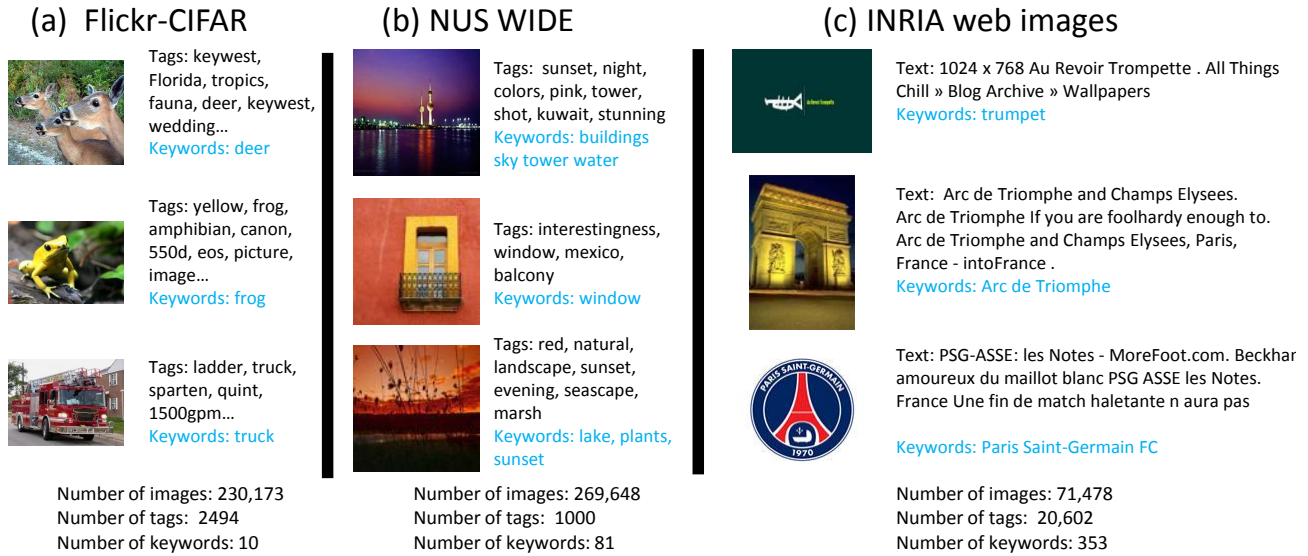 (a) Flickr-CIFAR
Tags: keywest,
Florida, tropics,
fauna, deer, keywest,
wedding…
Keywords: deer
Tags: yellow, frog,
amphibian, canon,
550d, eos, picture,
image…
Keywords: frog
Tags: ladder, truck,
sparten, quint,
1500gpm…
Keywords: truck
Number of images: 230,173
Number of tags: 2494
Number of keywords: 10
(b) NUS WIDE
Tags: sunset, night,
colors, pink, tower,
shot, kuwait, stunning
Keywords: buildings
sky tower water
Tags: interestingness,
window, mexico,
balcony
Keywords: window
Tags: red, natural,
landscape, sunset,
evening, seascape,
marsh
Keywords: lake, plants,
sunset
Number of images: 269,648
Number of tags: 1000
Number of keywords: 81
(c) INRIA web images
Au Revoir Trompette
Text: 1024 x 768 Au Revoir Trompette . All Things
Chill » Blog Archive » Wallpapers
Keywords: trumpet
Text: Arc de Triomphe and Champs Elysees.
Arc de Triomphe If you are foolhardy enough to.
Arc de Triomphe and Champs Elysees, Paris,
France - intoFrance .
Keywords: Arc de Triomphe
PARIS SAINT-GERMAIN
1970
Text: PSG-ASSE: les Notes - MoreFoot.com. Beckham
amoureux du maillot blanc PSG ASSE les Notes.
France Une fin de match haletante n aura pas
Keywords: Paris Saint-Germain FC
Number of images: 71,478
Number of tags: 20,602
Number of keywords: 353